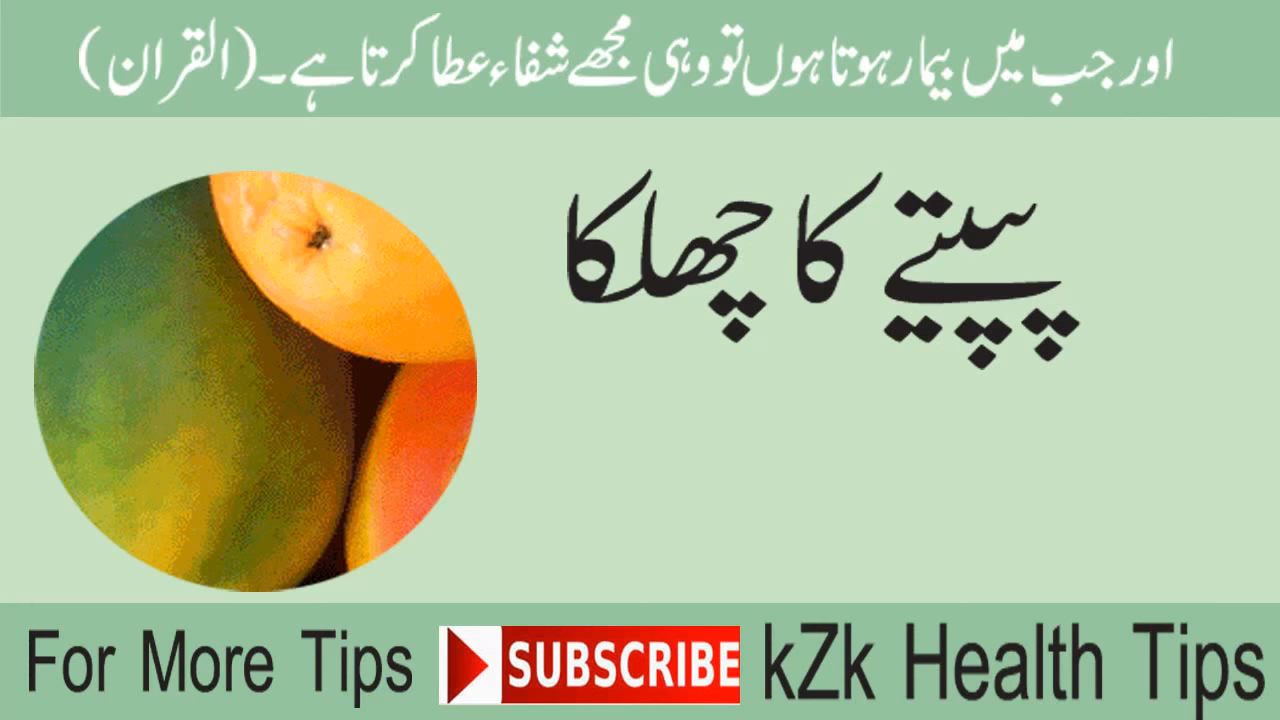 اور جب میں بیمار ہوتا ہوں تو وہی مجھے شفاء عطا کرتا ہے۔ (القران)
پپیتے کا چھلکا
For More Tips SUBSCRIBE kZk Health Tips